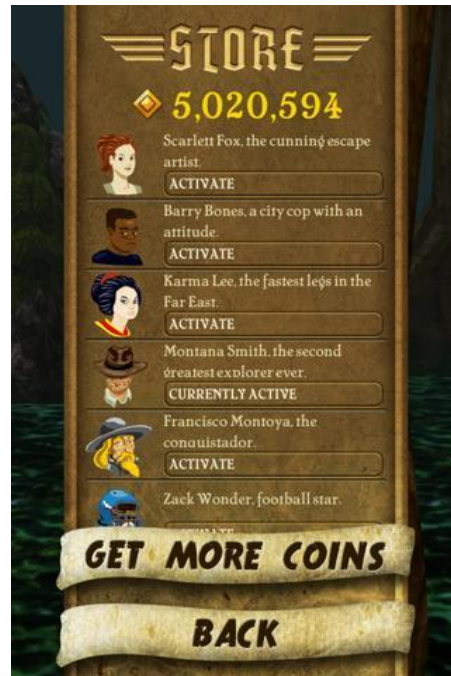 STORE
5,020,594
Scarlett Fox, the cunning escape
artist.
ACTIVATE
Barry Bones, a city cop with an
attitude.
ACTIVATE
Karma Lee, the fastest legs in the
Far East.
ACTIVATE
Montana Smith, the second
greatest explorer ever.
CURRENTLY ACTIVE
Francisco Montoya, the
conquistador.
ACTIVATE
Zack Wonder, football star.
ACTIVATE
GET MORE COINS
BACK